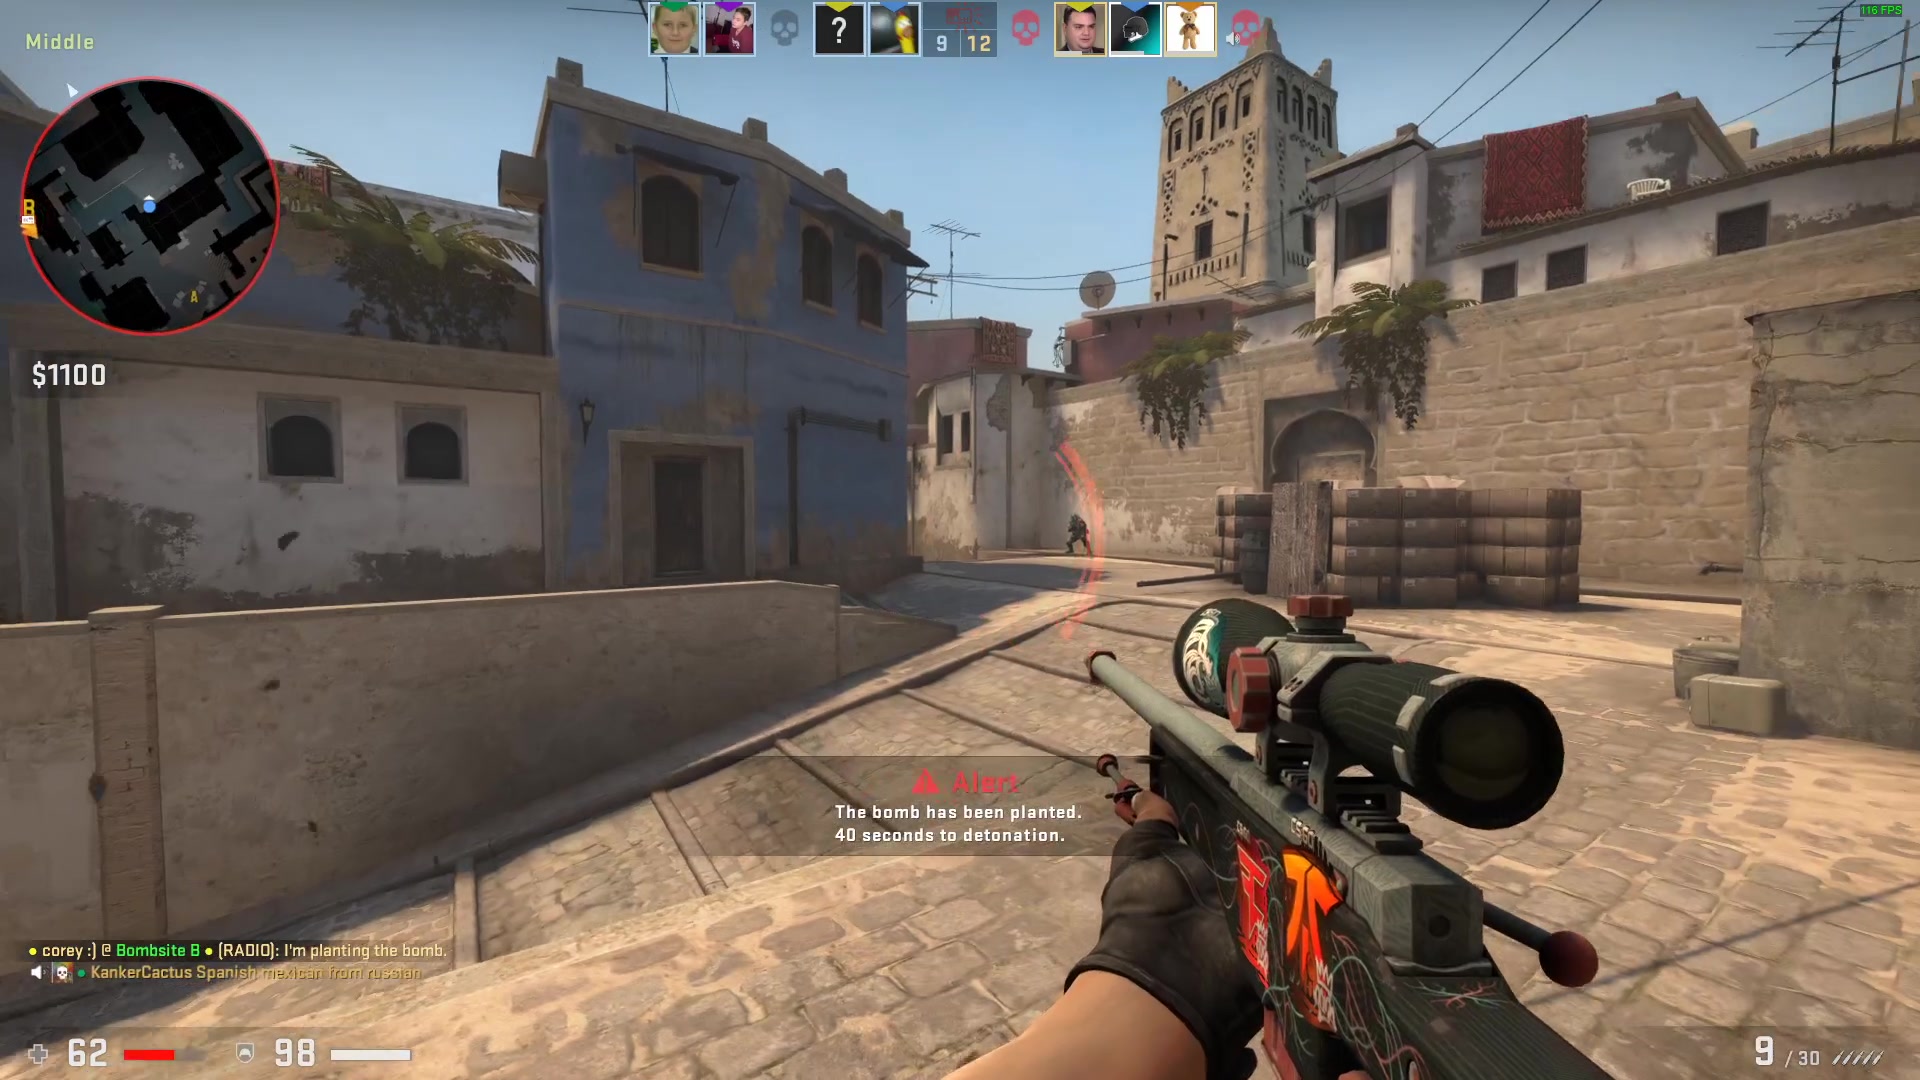 116 FPS
Middle
?
9 12
B
A
$1100
Alert
The bomb has been planted.
40 seconds to detonation.
• corey :) @ Bombsite B • (RADIO): I'm planting the bomb.
• KankerCactus Spanish mexican from russian
62 98 9 / 30